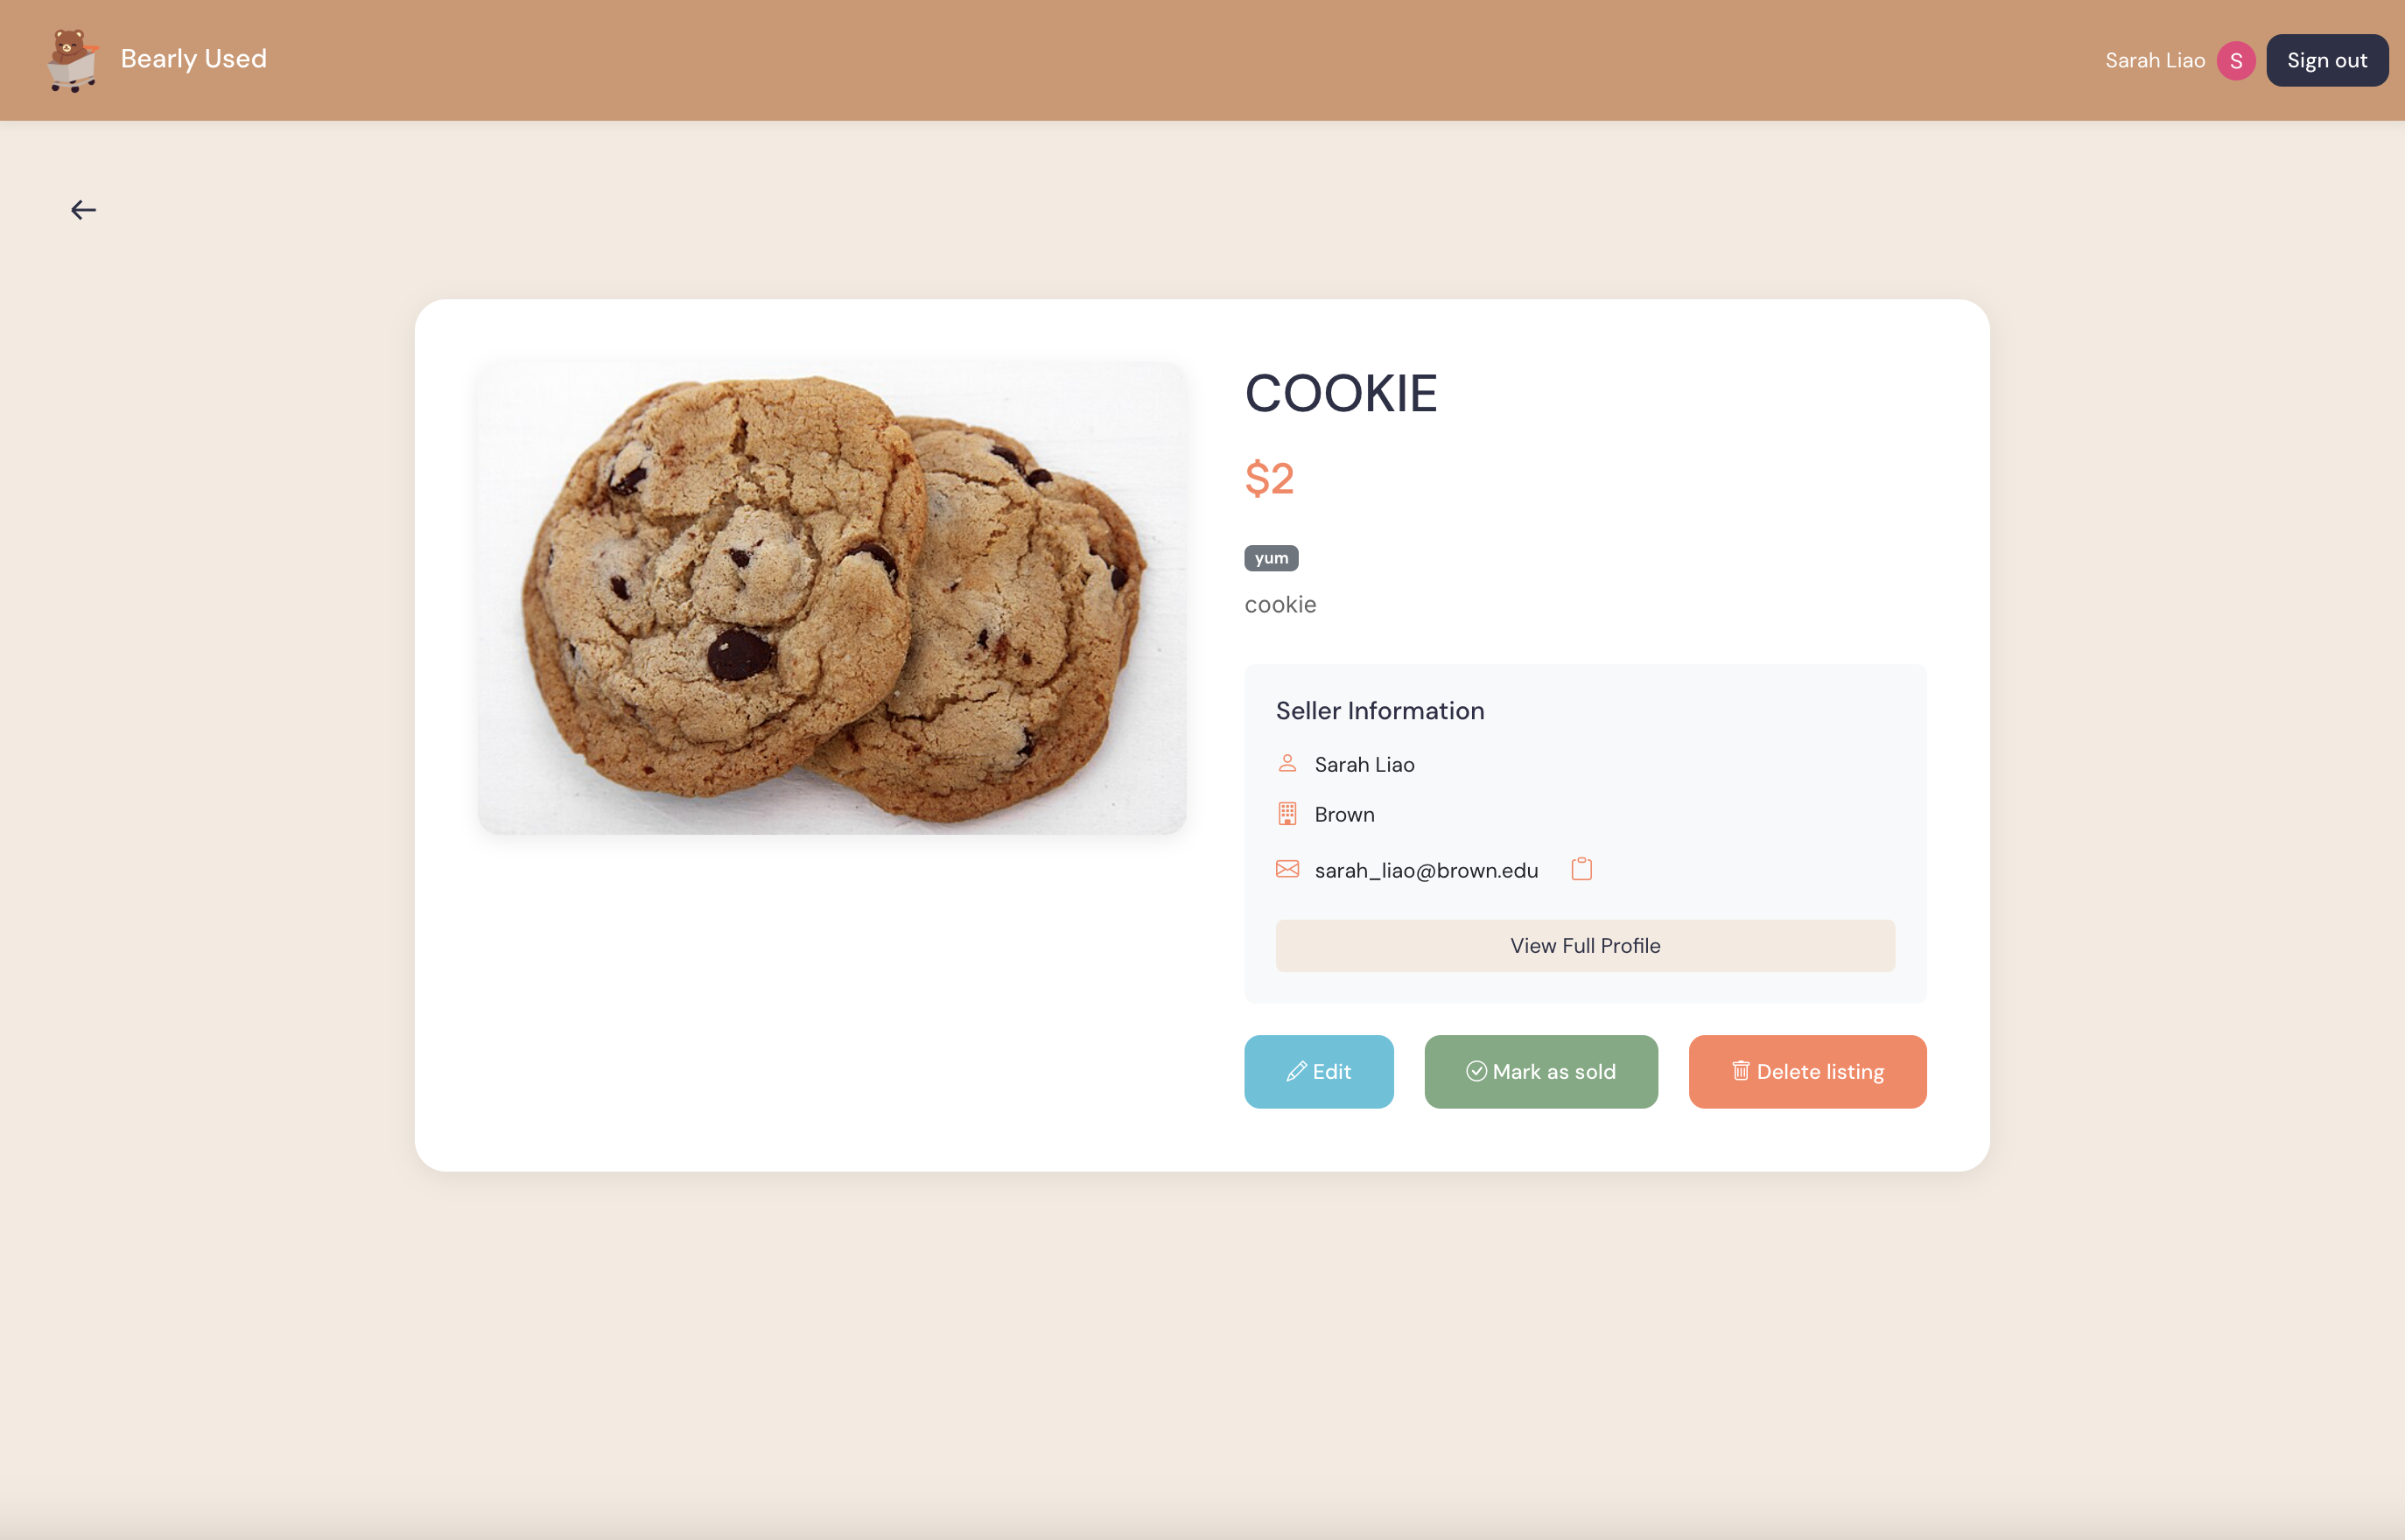 Bearly Used
Sarah Liao
S
Sign out
COOKIE
$2
yum
cookie
Seller Information
Sarah Liao
Brown
sarah_liao@brown.edu
View Full Profile
Edit
Mark as sold
Delete listing